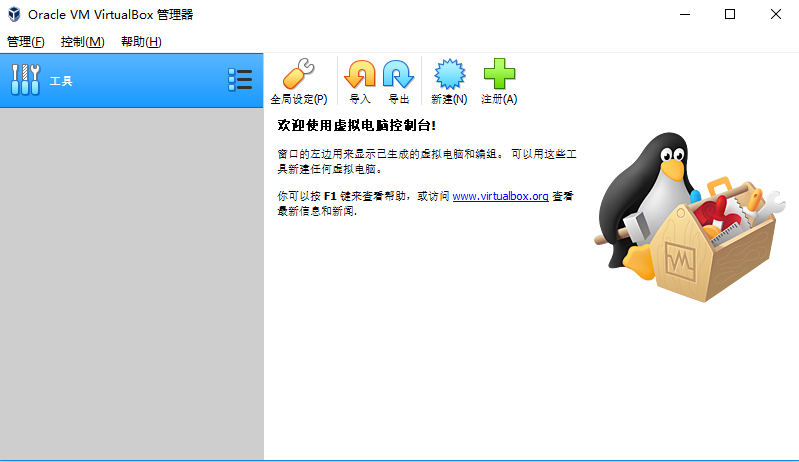 Oracle VM VirtualBox 管理器
管理(F) 控制(M) 帮助(H)
工具
全局设定(P) 导入 导出 新建(N) 注册(A)
欢迎使用虚拟电脑控制台!
窗口的左边用来显示已生成的虚拟电脑和编组。 可以用这些工
具新建任何虚拟电脑。
你可以按 F1 键来查看帮助，或访问 www.virtualbox.org 查看
最新信息和新闻.